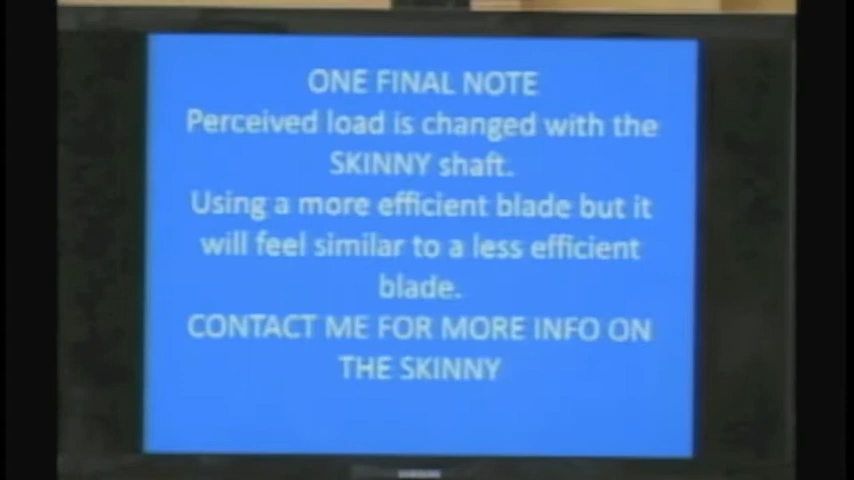 ONE FINAL NOTE
Perceived load is changed with the
SKINNY shaft.
Using a more efficient blade but it
will feel similar to a less efficient
blade.
CONTACT ME FOR MORE INFO ON
THE SKINNY